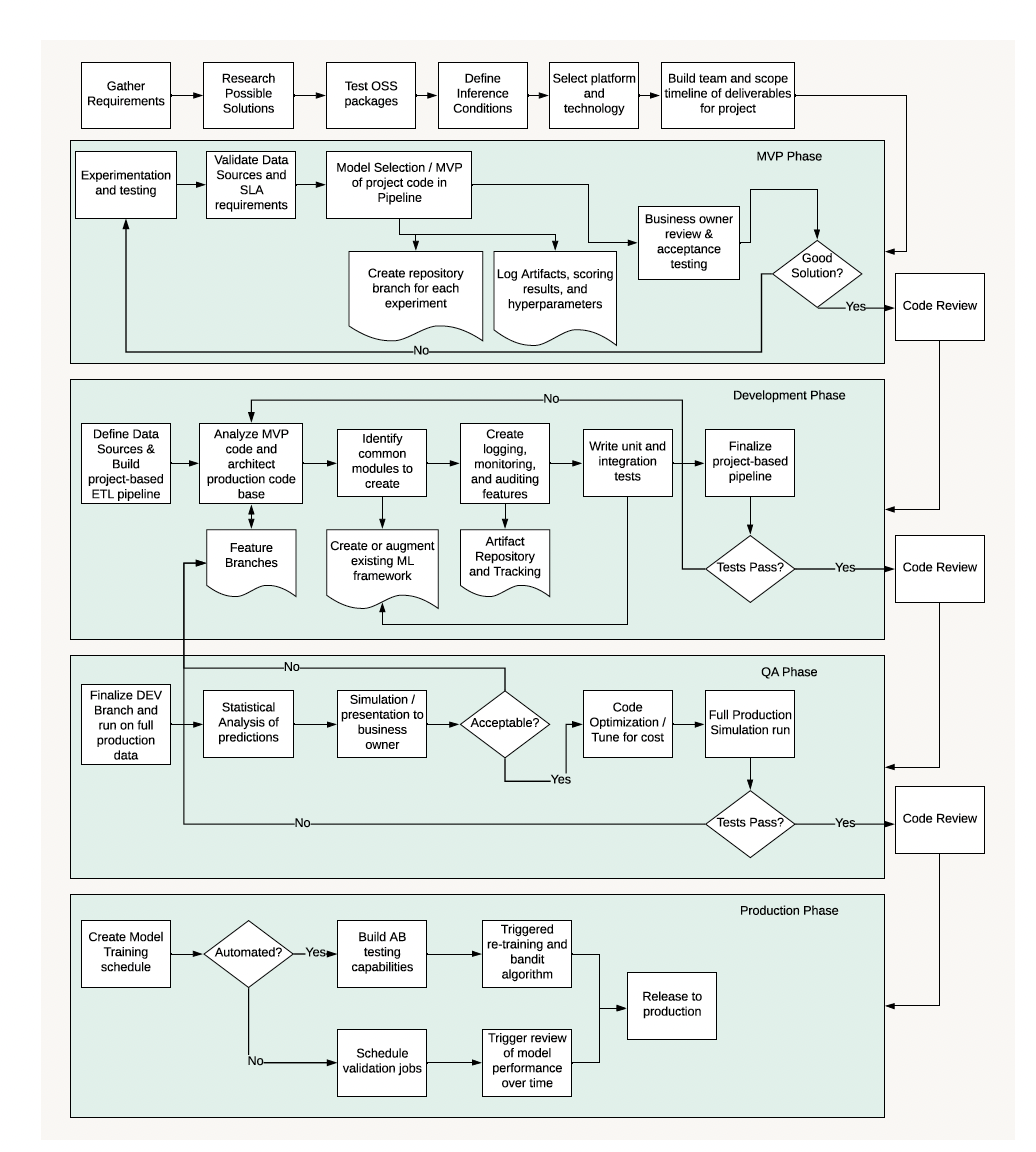 Gather
Requirements
Research
Possible
Solutions
Test OSS
packages
Define
Inference
Conditions
Select platform
and
technology
Build team and scope
timeline of deliverables
for project
MVP Phase
Experimentation
and testing
Validate Data
Sources and
SLA
requirements
Model Selection / MVP
of project code in
Pipeline
Business owner
review &
acceptance
testing
Good
Solution?
Create repository
branch for each
experiment
Log Artifacts, scoring
results, and
hyperparameters
Yes
Code Review
No
Development Phase
No
Define Data
Sources &
Build
project-based
ETL pipeline
Analyze MVP
code and
architect
production code
base
Identify
common
modules to
create
Create
logging,
monitoring,
and auditing
features
Write unit and
integration
tests
Finalize
project-based
pipeline
Feature
Branches
Create or augment
existing ML
framework
Artifact
Repository
and Tracking
Tests Pass?
Yes
Code Review
QA Phase
No
Finalize DEV
Branch and
run on full
production
data
Statistical
Analysis of
predictions
Simulation /
presentation to
business
owner
Acceptable?
Yes
Code
Optimization /
Tune for cost
Full Production
Simulation run
No
Tests Pass?
Yes
Code Review
Production Phase
Create Model
Training
schedule
Automated?
Yes
Build AB
testing
capabilities
Triggered
re-training and
bandit
algorithm
Release to
production
No
Schedule
validation jobs
Trigger review
of model
performance
over time